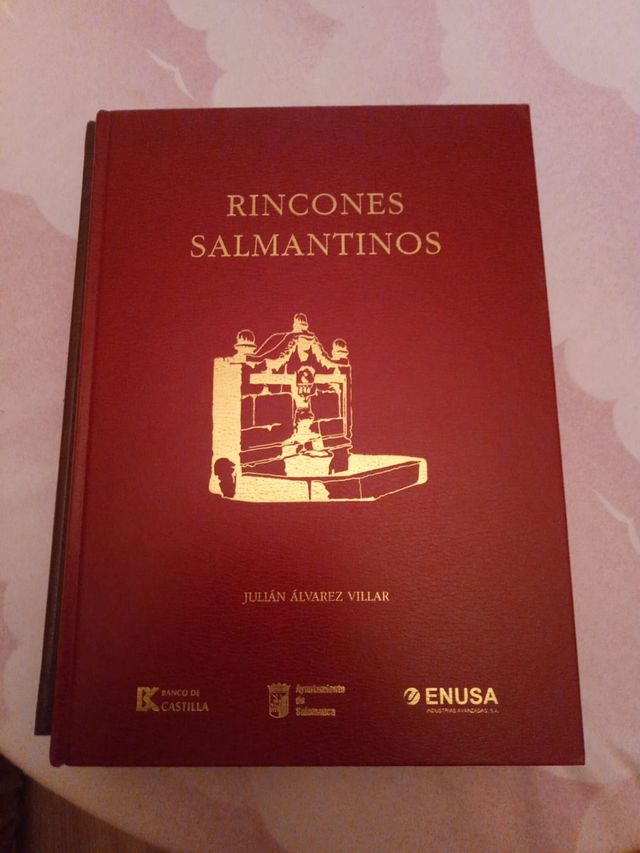 RINCONES
SALMANTINOS
JULIÁN ÁLVAREZ VILLAR
BANCO DE
CASTILLA
Ayuntamiento
de
Salamanca
ENUSA
INDUSTRIAS AVANZADAS, S.A.